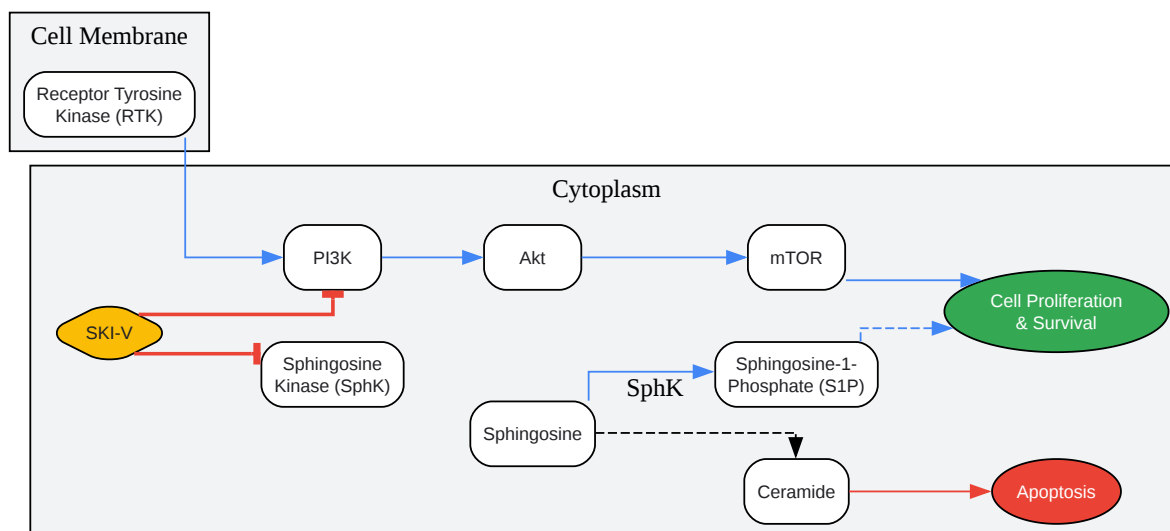 Cell Membrane
Receptor Tyrosine
Kinase (RTK)
Cytoplasm
PI3K
Akt
mTOR
Cell Proliferation
& Survival
SKI-V
Sphingosine
Kinase (SphK)
Sphingosine-1-
Phosphate (S1P)
SphK
Sphingosine
Ceramide
Apoptosis